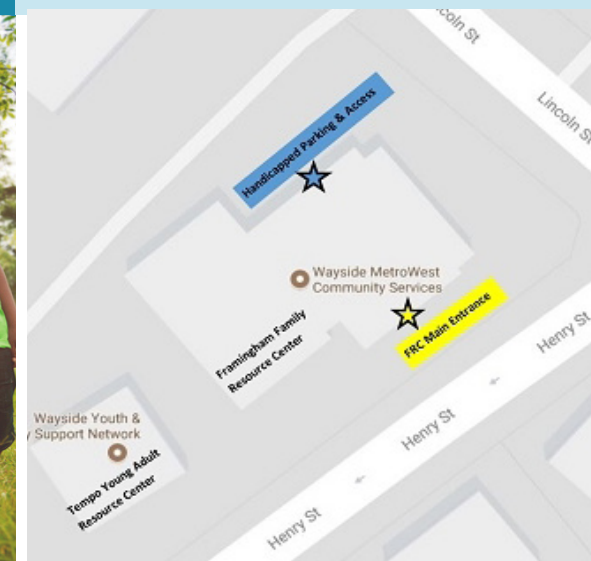 coln St
Lincoln St
Handicapped Parking & Access
Wayside MetroWest
Community Services
FRC Main Entrance
Framingham Family
Resource Center
Henry St
Wayside Youth &
y Support Network
Henry St
Tempo Young Adult
Resource Center
Henry St